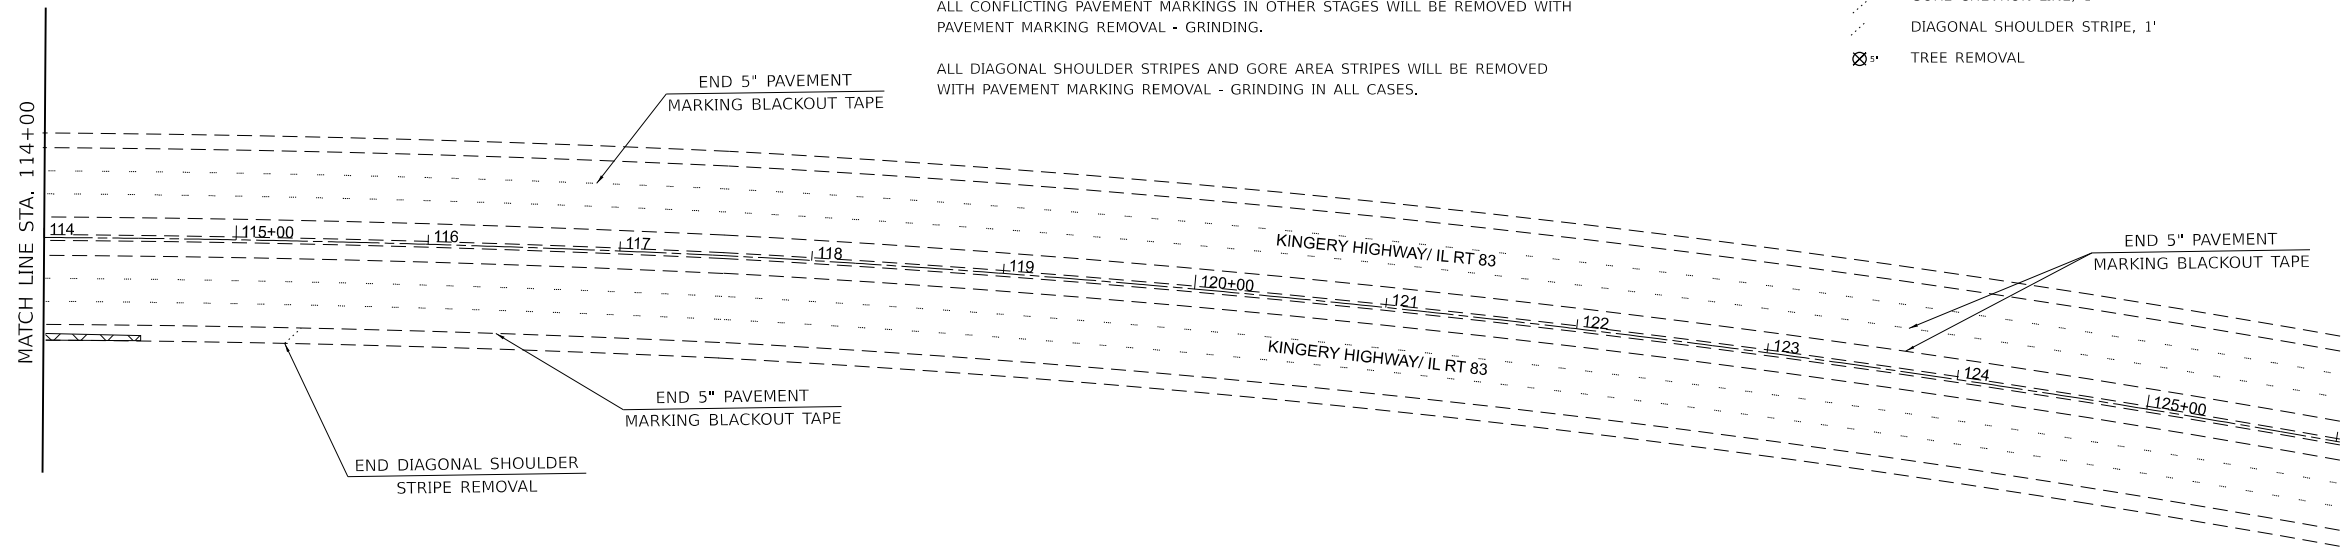 ALL CONFLICTING PAVEMENT MARKINGS IN OTHER STAGES WILL BE REMOVED WITH
PAVEMENT MARKING REMOVAL - GRINDING.
ALL DIAGONAL SHOULDER STRIPES AND GORE AREA STRIPES WILL BE REMOVED
WITH PAVEMENT MARKING REMOVAL - GRINDING IN ALL CASES.
DIAGONAL SHOULDER STRIPE, 1'
5"
TREE REMOVAL
END 5" PAVEMENT
MARKING BLACKOUT TAPE
MATCH LINE STA. 114+00
114
115+00
116
117
118
119
120+00
121
122
123
124
125+00
KINGERY HIGHWAY/ IL RT 83
KINGERY HIGHWAY/ IL RT 83
END 5" PAVEMENT
MARKING BLACKOUT TAPE
END 5" PAVEMENT
MARKING BLACKOUT TAPE
END DIAGONAL SHOULDER
STRIPE REMOVAL